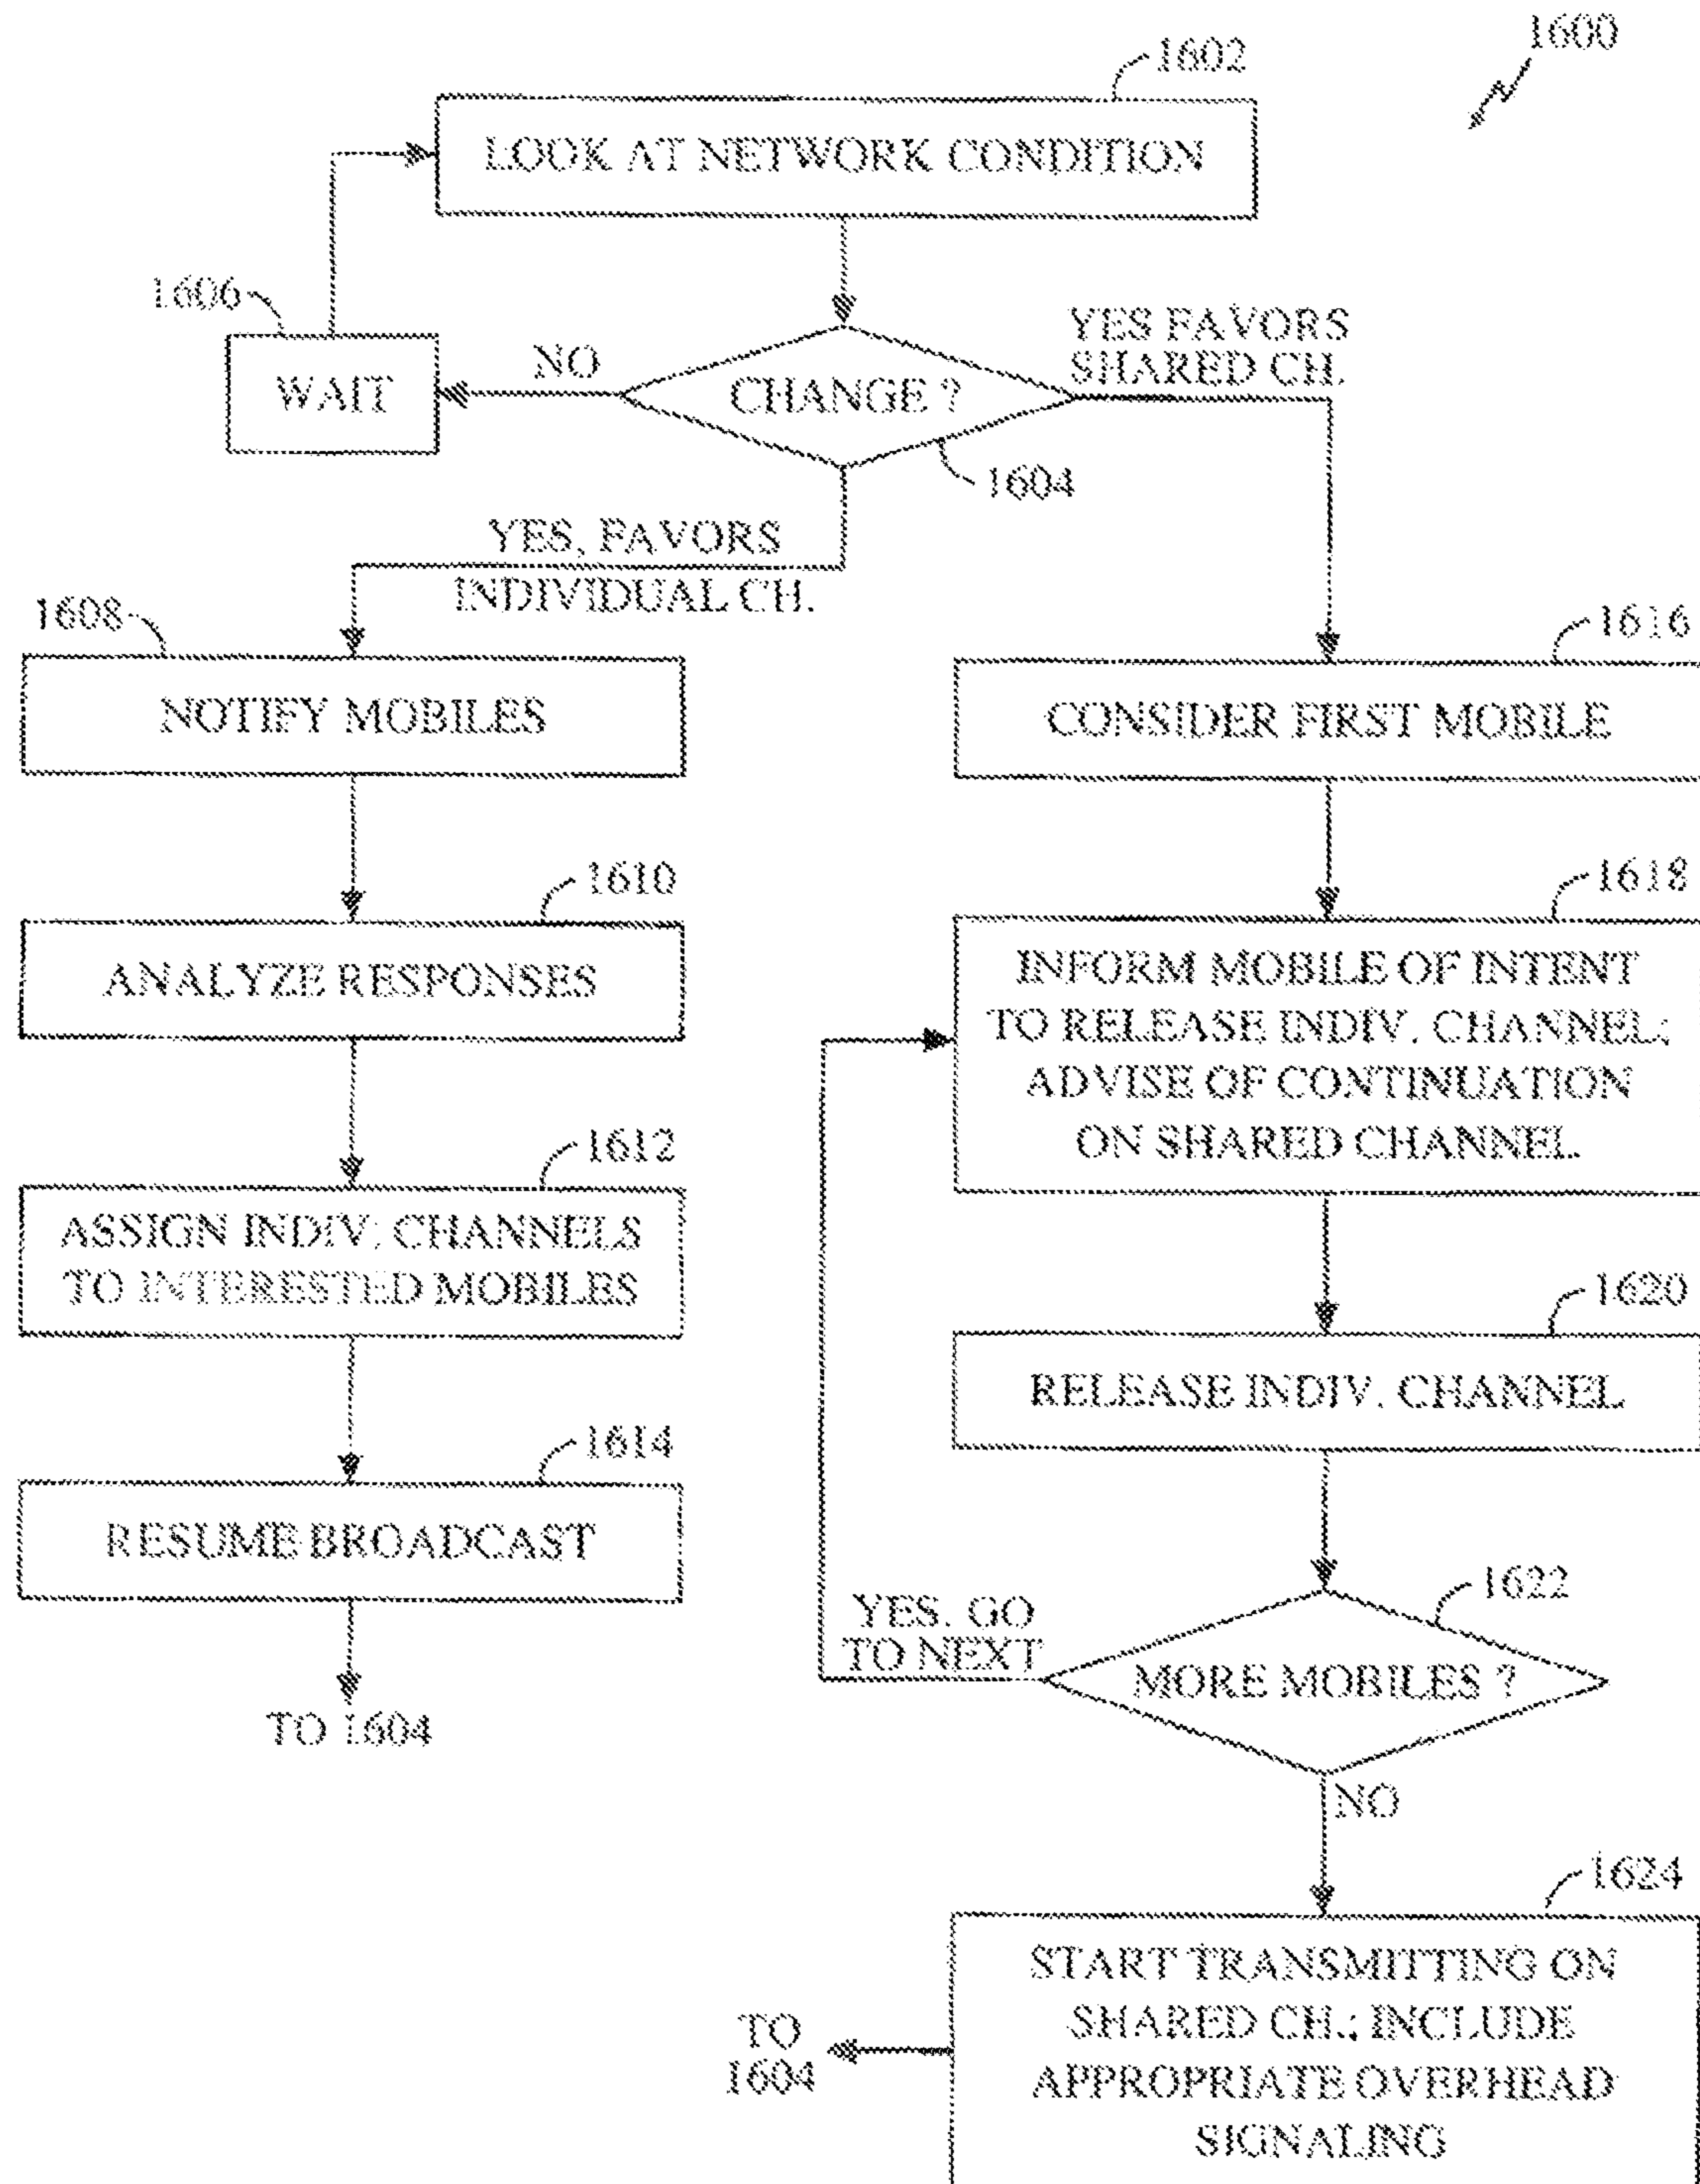 1600
1602
LOOK AT NETWORK CONDITION
1606
WAIT
NO
CHANGE ?
YES FAVORS
SHARED CH.
1604
YES, FAVORS
INDIVIDUAL CH.
1608
NOTIFY MOBILES
1616
CONSIDER FIRST MOBILE
1610
ANALYZE RESPONSES
1618
INFORM MOBILE OF INTENT
TO RELEASE INDIV. CHANNEL;
ADVISE OF CONTINUATION
ON SHARED CHANNEL
1612
ASSIGN INDIV. CHANNELS
TO INTERESTED MOBILES
1620
RELEASE INDIV. CHANNEL
1614
RESUME BROADCAST
TO 1604
1622
YES. GO
TO NEXT
MORE MOBILES ?
NO
1624
START TRANSMITTING ON
SHARED CH.; INCLUDE
APPROPRIATE OVERHEAD
SIGNALING
TO
1604